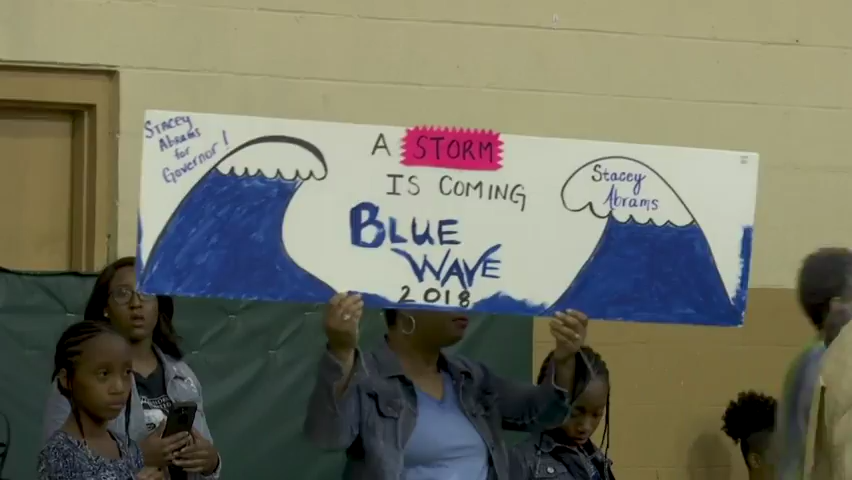 Stacey
Abrams
for
Governor!
A STORM
IS COMING
BLUE
WAVE
2018
Stacey
Abrams